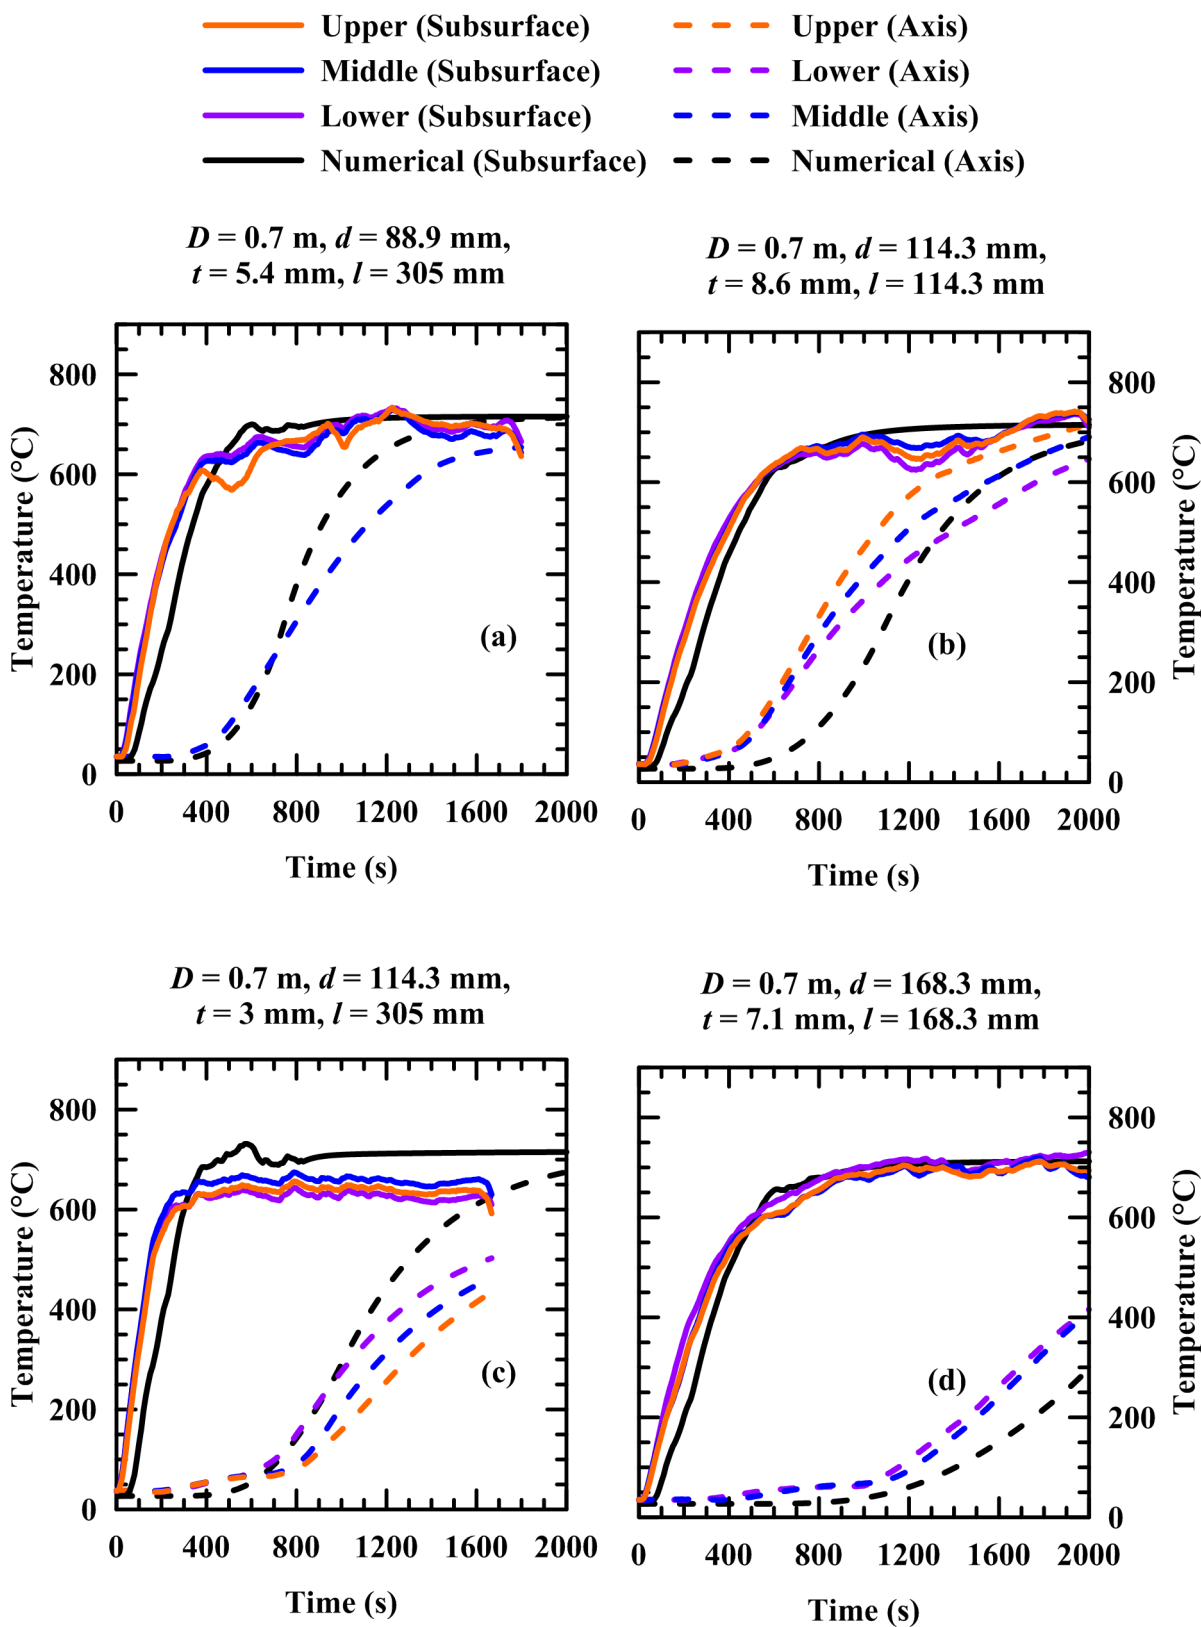 Upper (Subsurface)
Middle (Subsurface)
Lower (Subsurface)
Numerical (Subsurface)
Upper (Axis)
Lower (Axis)
Middle (Axis)
Numerical (Axis)
D = 0.7 m, d = 88.9 mm,
t = 5.4 mm, l = 305 mm
800
600
400
200
0
Temperature (°C)
(a)
0 400 800 1200 1600 2000
Time (s)
D = 0.7 m, d = 114.3 mm,
t = 8.6 mm, l = 114.3 mm
800
600
400
200
0
Temperature (°C)
(b)
0 400 800 1200 1600 2000
Time (s)
D = 0.7 m, d = 114.3 mm,
t = 3 mm, l = 305 mm
800
600
400
200
0
Temperature (°C)
(c)
0 400 800 1200 1600 2000
Time (s)
D = 0.7 m, d = 168.3 mm,
t = 7.1 mm, l = 168.3 mm
800
600
400
200
0
Temperature (°C)
(d)
0 400 800 1200 1600 2000
Time (s)